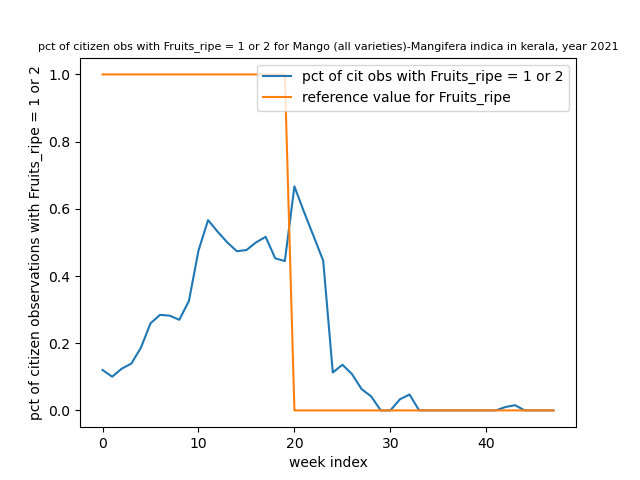 pct of citizen obs with Fruits_ripe = 1 or 2 for Mango (all varieties)-Mangifera indica in kerala, year 2021
pct of cit obs with Fruits_ripe = 1 or 2
reference value for Fruits_ripe
pct of citizen observations with Fruits_ripe = 1 or 2
1.0
0.8
0.6
0.4
0.2
0.0
0 10 20 30 40
week index